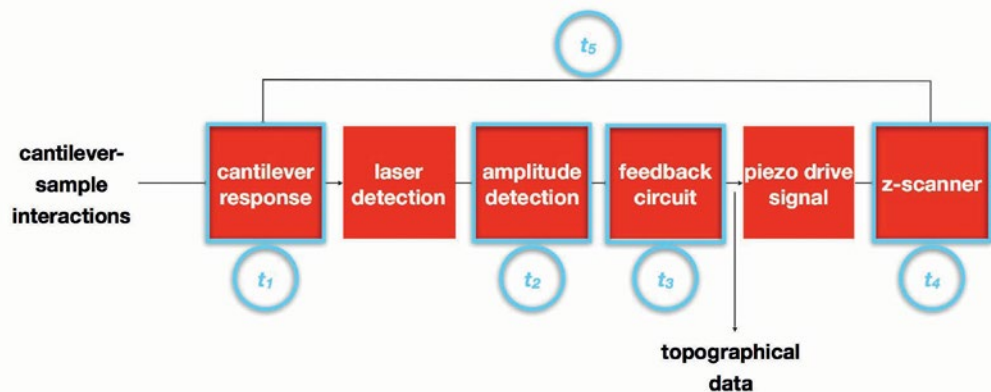 t5
cantilever-
sample
interactions
cantilever
response
laser
detection
amplitude
detection
feedback
circuit
piezo drive
signal
z-scanner
t1
t2
t3
t4
topographical
data